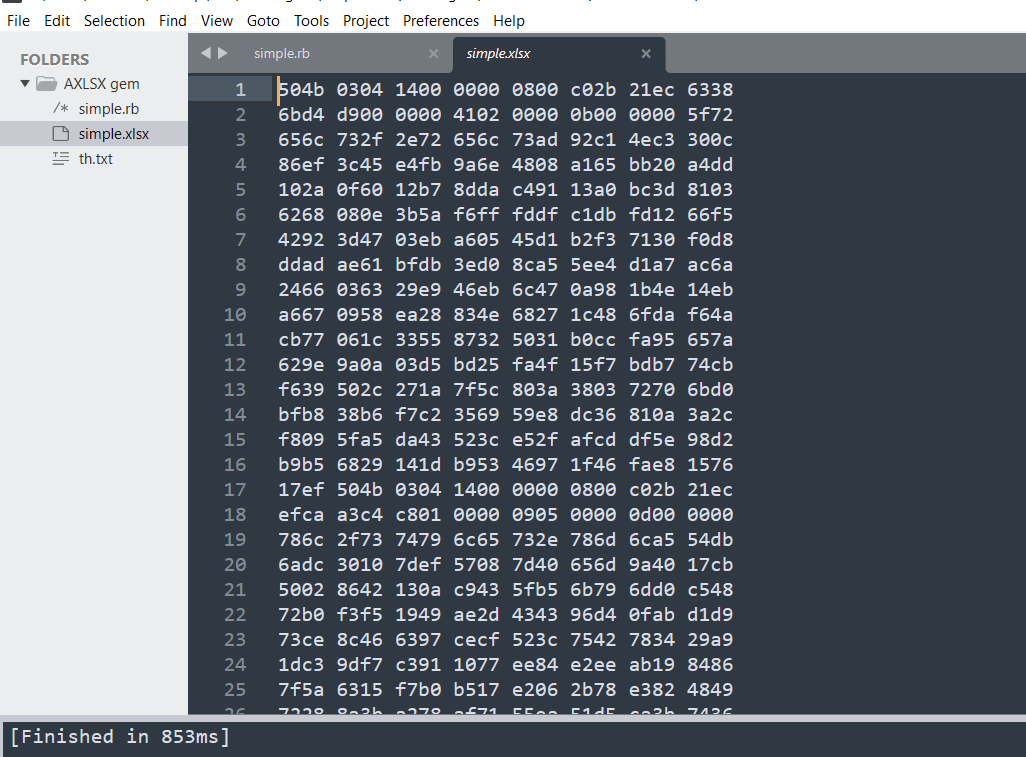 File Edit Selection Find View Goto Tools Project Preferences Help
FOLDERS
AXLSX gem
/* simple.rb
simple.xlsx
th.txt
simple.rb ×
simple.xlsx ×
1 504b 0304 1400 0000 0800 c02b 21ec 6338
2 6bd4 d900 0000 4102 0000 0b00 0000 5f72
3 656c 732f 2e72 656c 73ad 92c1 4ec3 300c
4 86ef 3c45 e4fb 9a6e 4808 a165 bb20 a4dd
5 102a 0f60 12b7 8dda c491 13a0 bc3d 8103
6 6268 080e 3b5a f6ff fddf c1db fd12 66f5
7 4292 3d47 03eb a605 45d1 b2f3 7130 f0d8
8 ddad ae61 bfdb 3ed0 8ca5 5ee4 d1a7 ac6a
9 2466 0363 29e9 46eb 6c47 0a98 1b4e 14eb
10 a667 0958 ea28 834e 6827 1c48 6fda f64a
11 cb77 061c 3355 8732 5031 b0cc fa95 657a
12 629e 9a0a 03d5 bd25 fa4f 15f7 bdb7 74cb
13 f639 502c 271a 7f5c 803a 3803 7270 6bd0
14 bfb8 38b6 f7c2 3569 59e8 dc36 810a 3a2c
15 f809 5fa5 da43 523c e52f afcd df5e 98d2
16 b9b5 6829 141d b953 4697 1f46 fae8 1576
17 17ef 504b 0304 1400 0000 0800 c02b 21ec
18 efca a3c4 c801 0000 0905 0000 0d00 0000
19 786c 2f73 7479 6c65 732e 786d 6ca5 54db
20 6adc 3010 7def 5708 7d40 656d 9a40 17cb
21 5002 8642 130a c943 5fb5 6b79 6dd0 c548
22 72b0 f3f5 1949 ae2d 4343 96d4 0fab d1d9
23 73ce 8c46 6397 cecf 523c 7542 7834 29a9
24 1dc3 9df7 c391 1077 ee84 e2ee ab19 8486
25 7f5a 6315 f7b0 b517 e206 2b78 e382 4849
[Finished in 853ms]